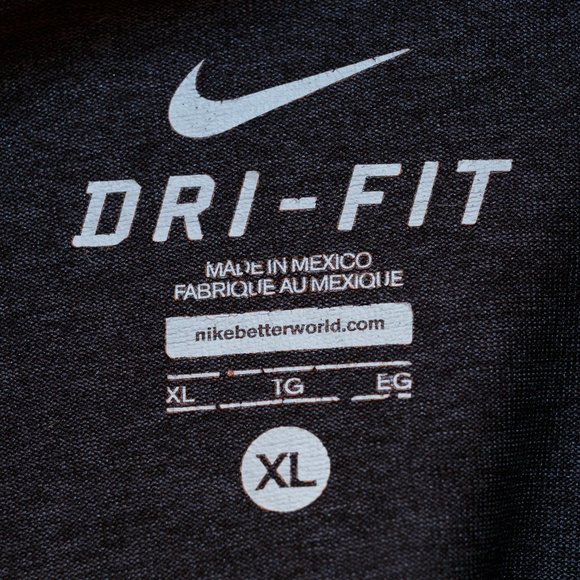 DRI-FIT
MADE IN MEXICO
FABRIQUE AU MEXIQUE
nikebetterworld.com
XL TG EG
XL